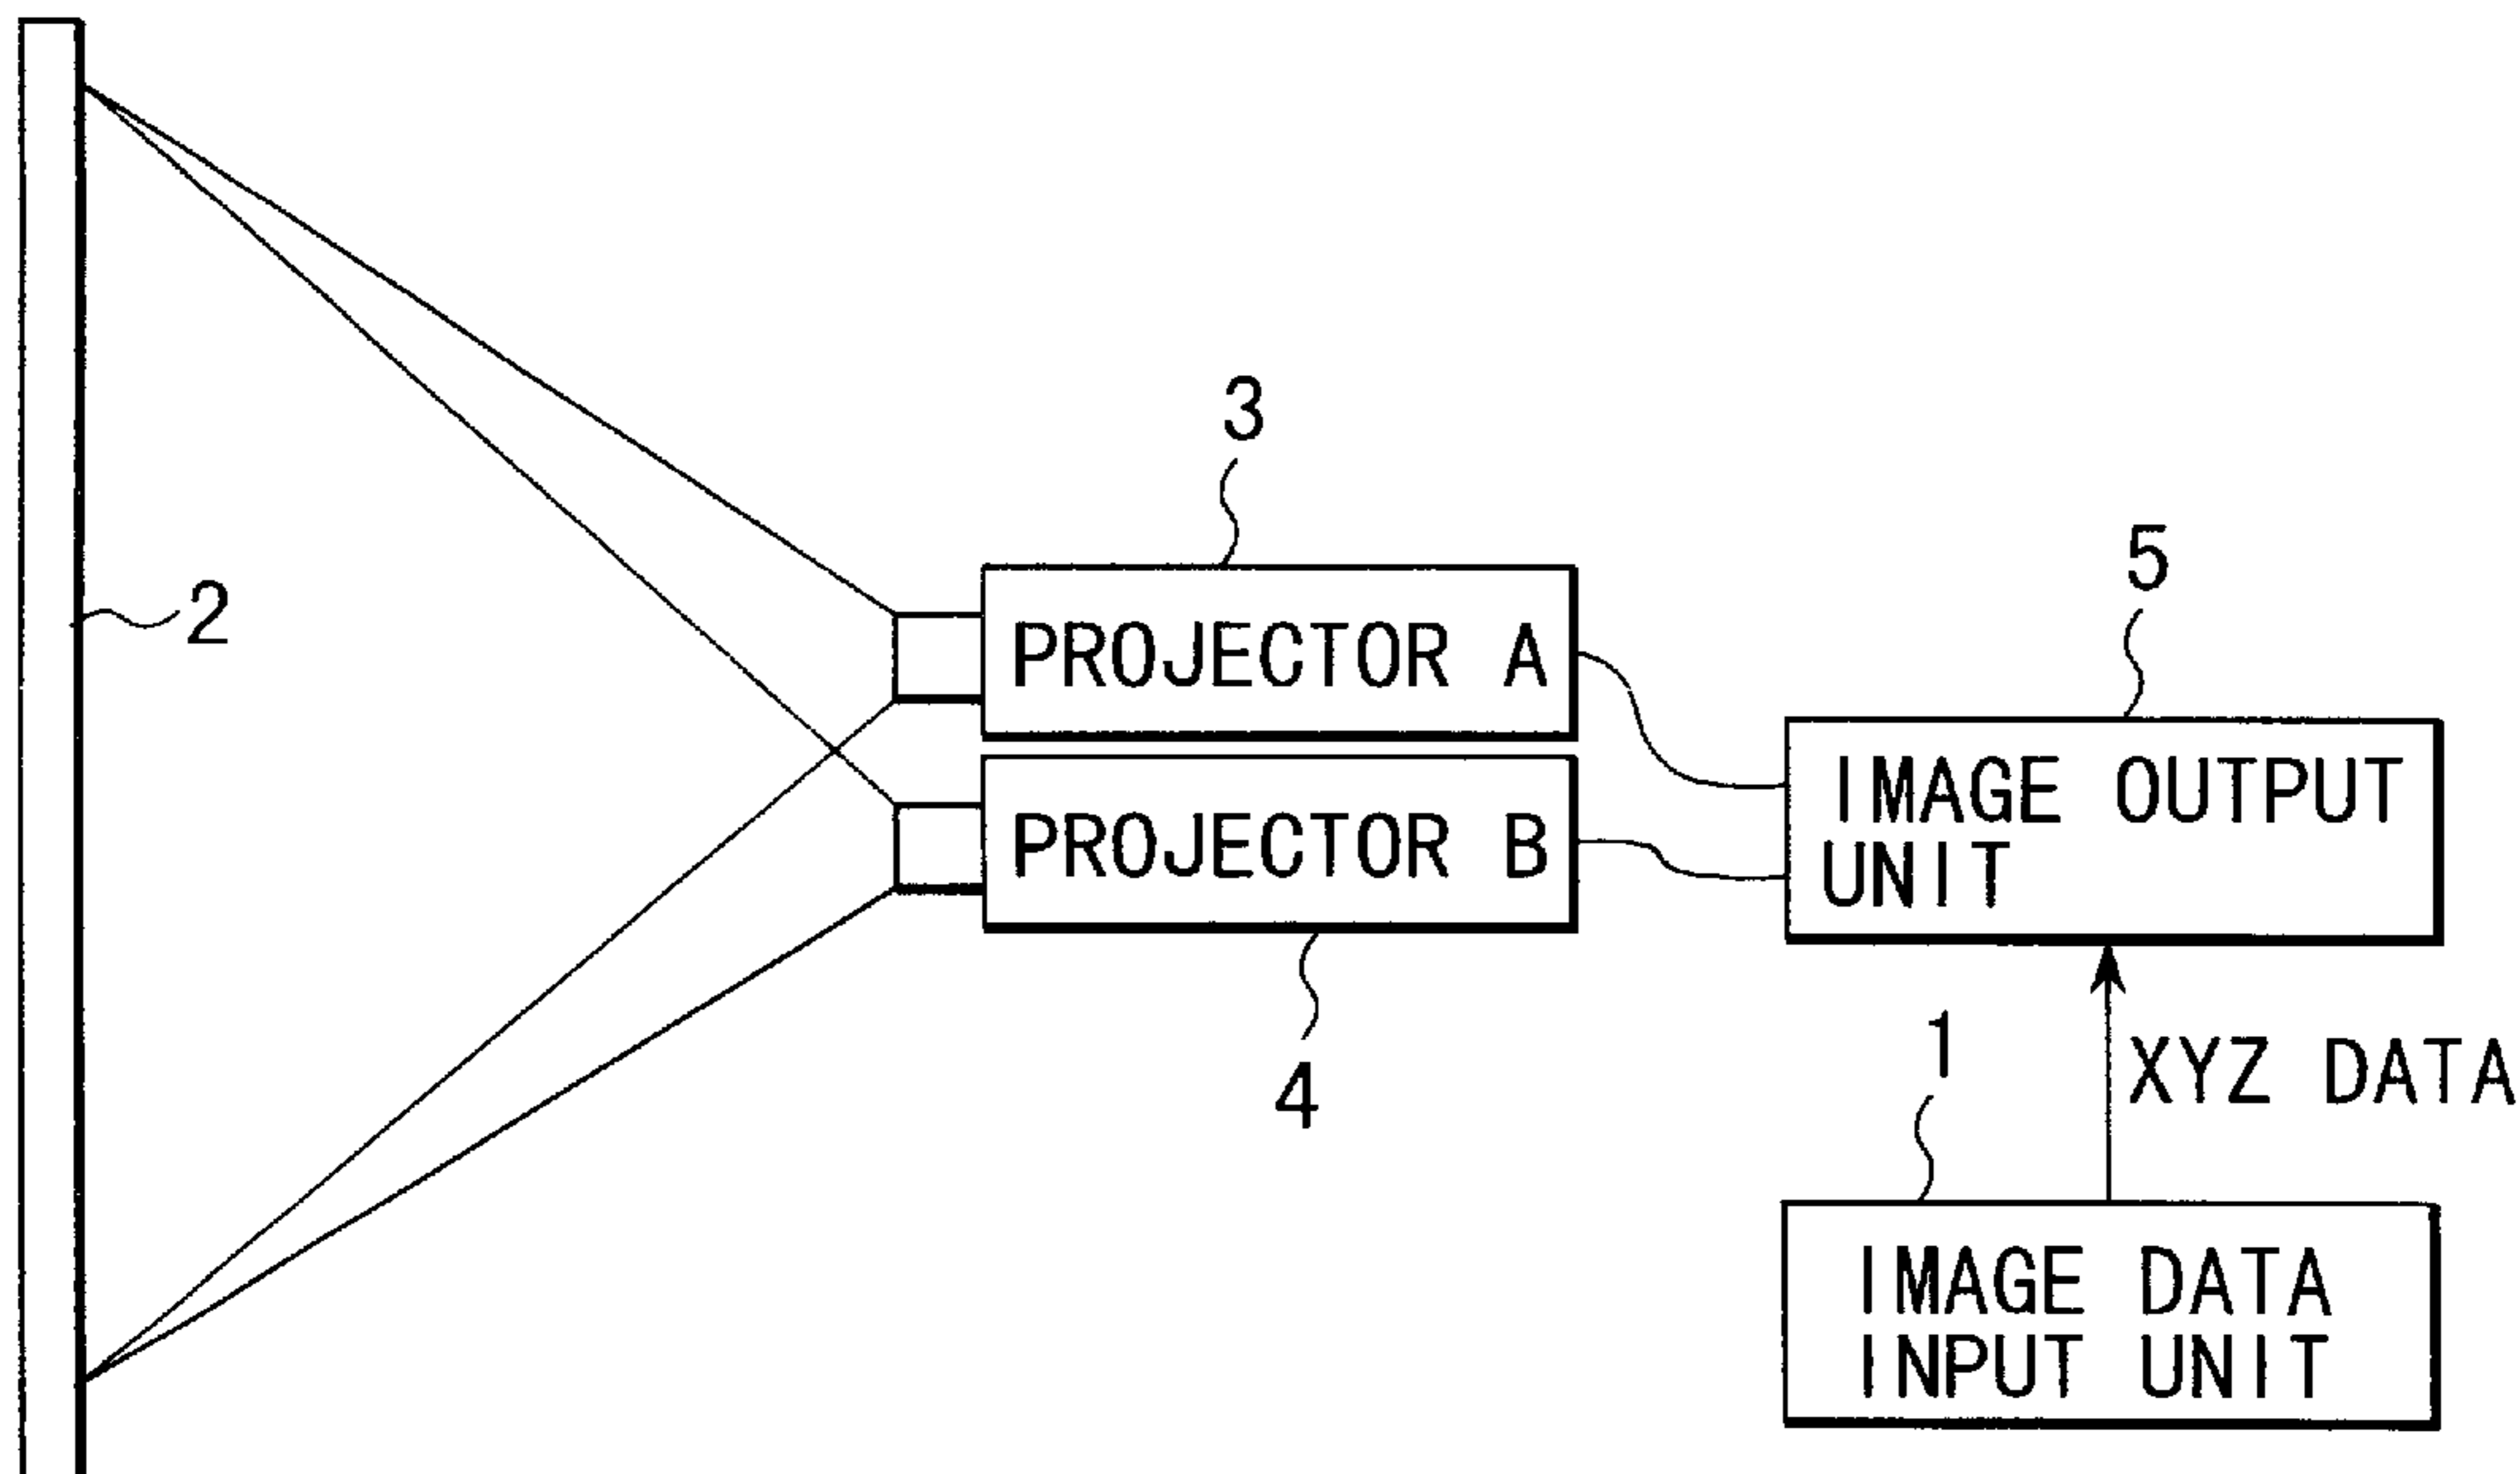 3
5
2
PROJECTOR A
IMAGE OUTPUT
UNIT
PROJECTOR B
1
XYZ DATA
4
IMAGE DATA
INPUT UNIT